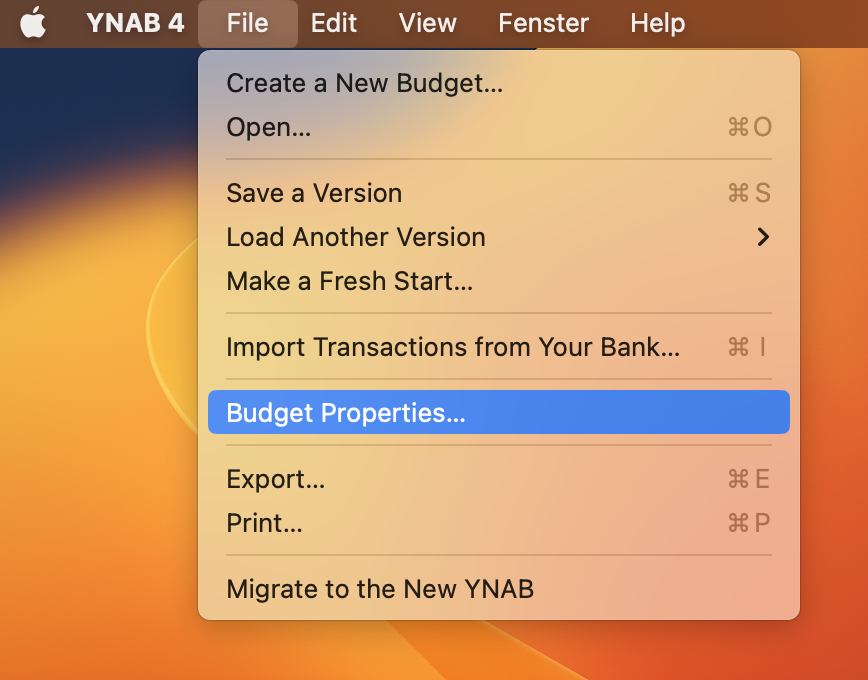 YNAB 4 File Edit View Fenster Help
Create a New Budget...
Open... ⌘O
Save a Version ⌘S
Load Another Version
Make a Fresh Start...
Import Transactions from Your Bank... ⌘I
Budget Properties...
Export... ⌘E
Print... ⌘P
Migrate to the New YNAB